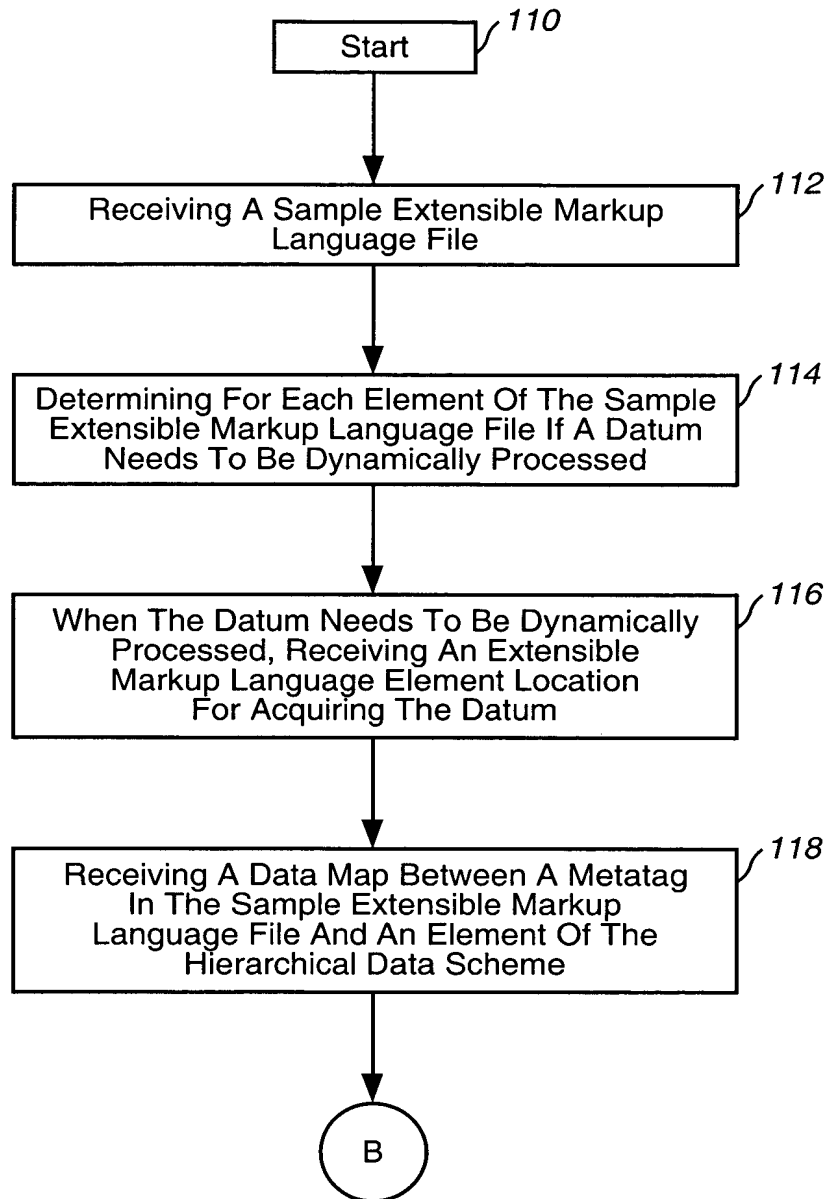 Start
110
Receiving A Sample Extensible Markup
Language File
112
Determining For Each Element Of The Sample
Extensible Markup Language File If A Datum
Needs To Be Dynamically Processed
114
When The Datum Needs To Be Dynamically
Processed, Receiving An Extensible
Markup Language Element Location
For Acquiring The Datum
116
Receiving A Data Map Between A Metatag
In The Sample Extensible Markup
Language File And An Element Of The
Hierarchical Data Scheme
118
B